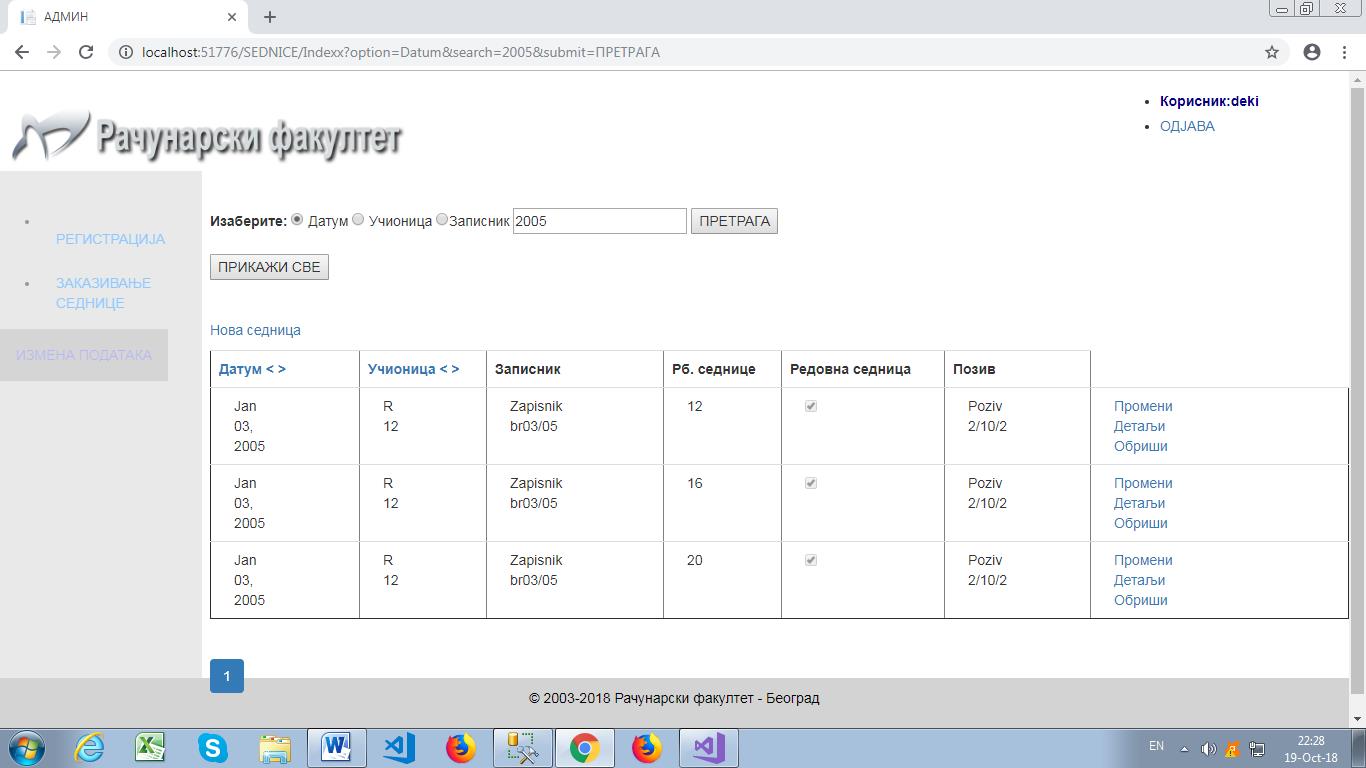 АДМИН
localhost:51776/SEDNICE/Indexx?option=Datum&search=2005&submit=ПРЕТРАГА
Корисник:deki
ОДЈАВА
Рачунарски факултет
РЕГИСТРАЦИЈА
ЗАКАЗИВАЊЕ
СЕДНИЦЕ
ИЗМЕНА ПОДАТАКА
Изаберите: Датум Учионица Записник 2005 ПРЕТРАГА
ПРИКАЖИ СВЕ
Нова седница
Датум < > Учионица < > Записник Рб. седнице Редовна седница Позив
Jan R Zapisnik 12 Poziv Промени
03, 12 br03/05 2/10/2 Детаљи
2005 Обриши
Jan R Zapisnik 16 Poziv Промени
03, 12 br03/05 2/10/2 Детаљи
2005 Обриши
Jan R Zapisnik 20 Poziv Промени
03, 12 br03/05 2/10/2 Детаљи
2005 Обриши
1
© 2003-2018 Рачунарски факултет - Београд
EN 22:28
19-Oct-18